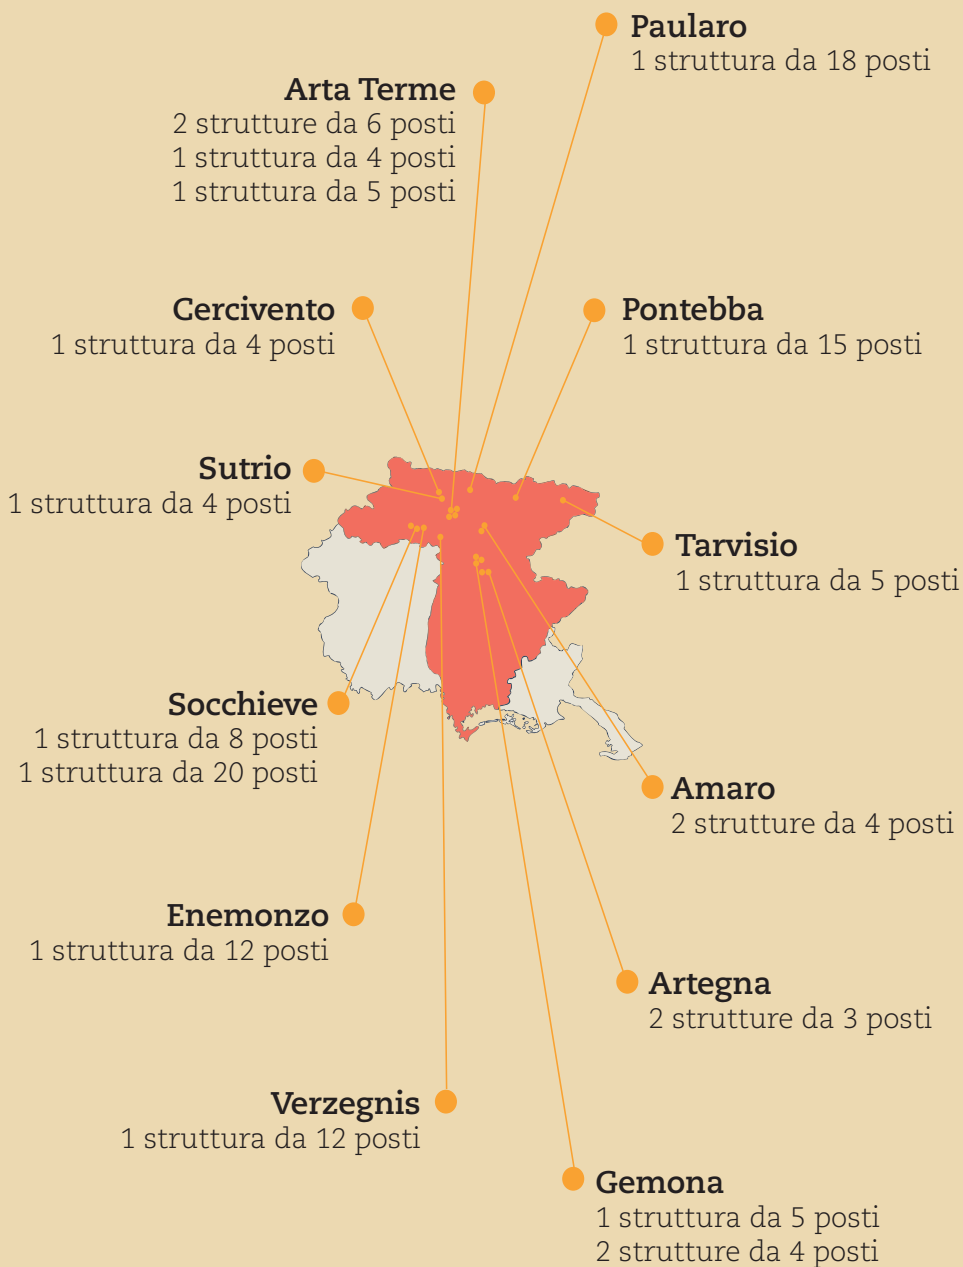 Paularo
1 struttura da 18 posti
Arta Terme
2 strutture da 6 posti
1 struttura da 4 posti
1 struttura da 5 posti
Cercivento
1 struttura da 4 posti
Pontebba
1 struttura da 15 posti
Sutrio
1 struttura da 4 posti
Tarvisio
1 struttura da 5 posti
Socchieve
1 struttura da 8 posti
1 struttura da 20 posti
Amaro
2 strutture da 4 posti
Enemonzo
1 struttura da 12 posti
Artegna
2 strutture da 3 posti
Verzegnis
1 struttura da 12 posti
Gemona
1 struttura da 5 posti
2 strutture da 4 posti